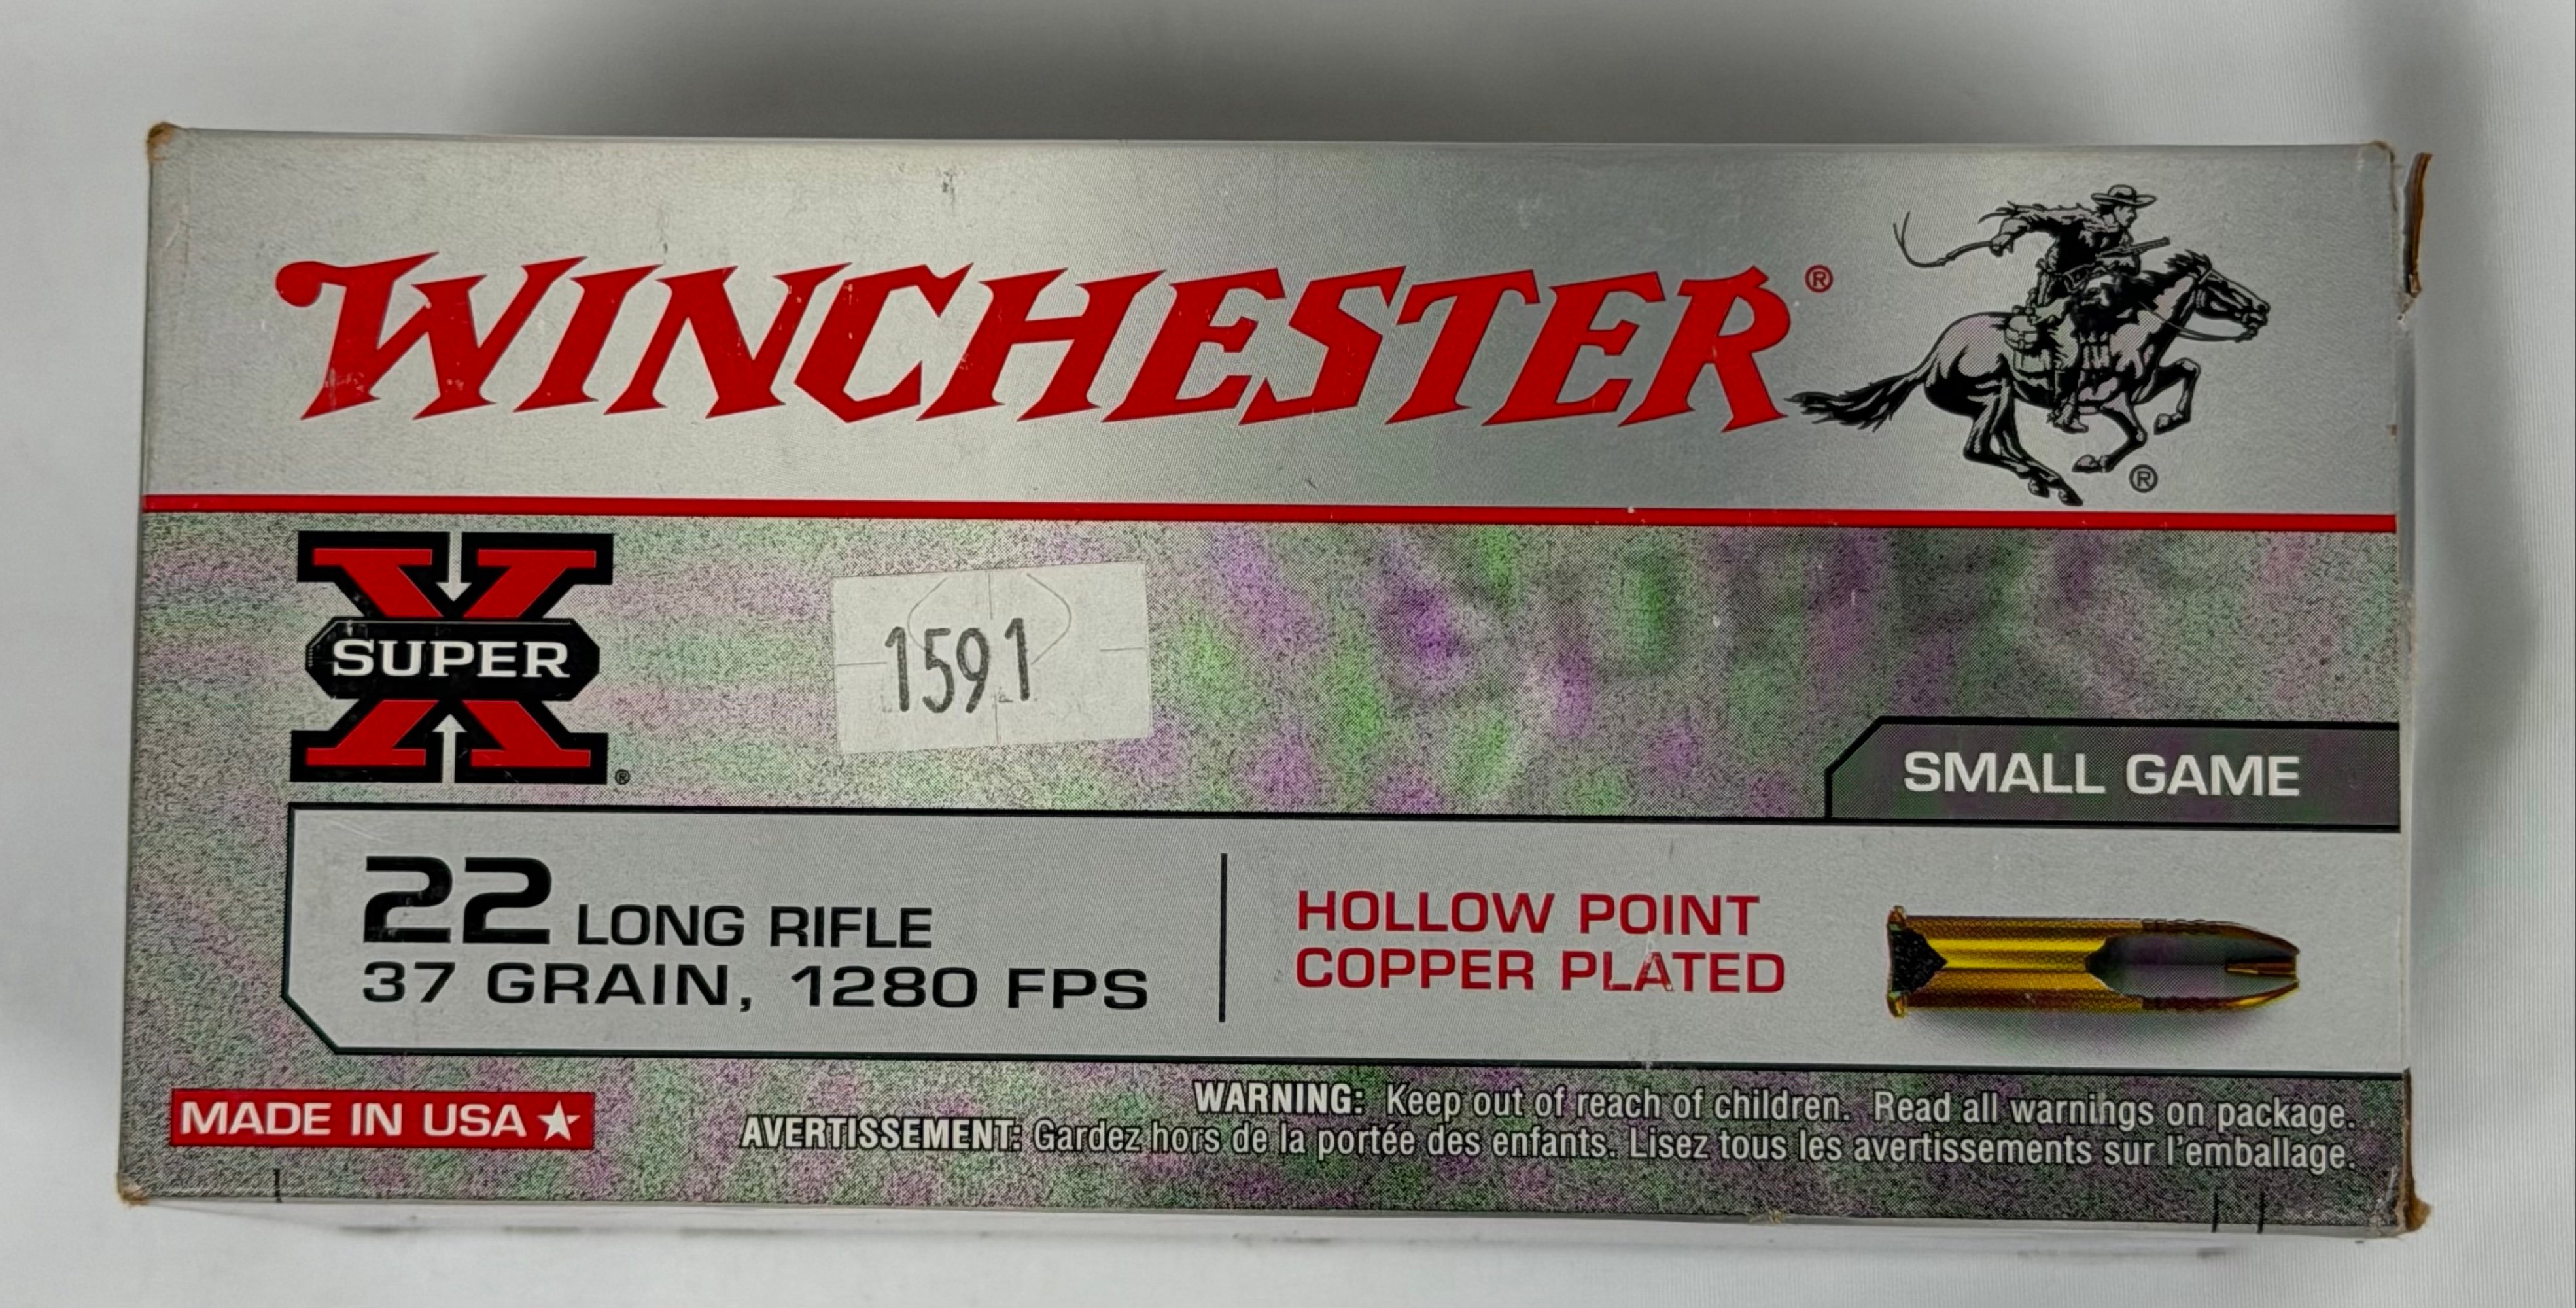 WINCHESTER®
®
SUPER X®
1591
SMALL GAME
22 LONG RIFLE
37 GRAIN, 1280 FPS
HOLLOW POINT
COPPER PLATED
MADE IN USA ★
WARNING: Keep out of reach of children. Read all warnings on package.
AVERTISSEMENT: Gardez hors de la portée des enfants. Lisez tous les avertissements sur l'emballage.